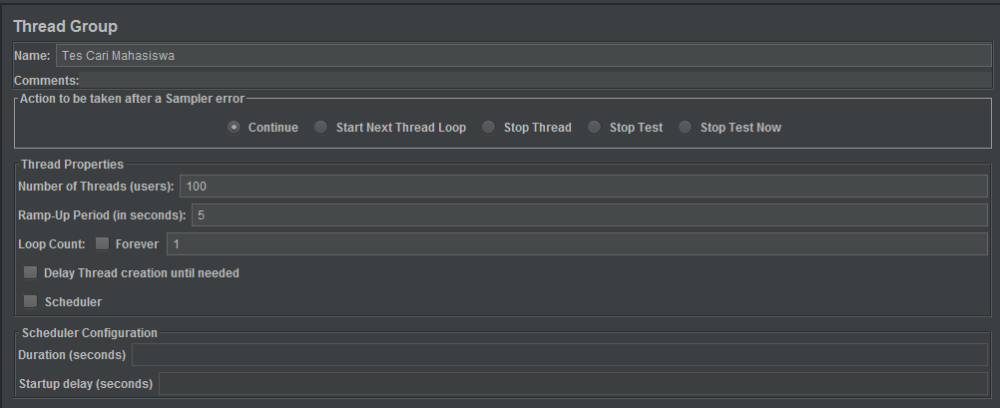 Thread Group
Name: Tes Cari Mahasiswa
Comments:
Action to be taken after a Sampler error
Continue Start Next Thread Loop Stop Thread Stop Test Stop Test Now
Thread Properties
Number of Threads (users): 100
Ramp-Up Period (in seconds): 5
Loop Count: Forever 1
Delay Thread creation until needed
Scheduler
Scheduler Configuration
Duration (seconds)
Startup delay (seconds)